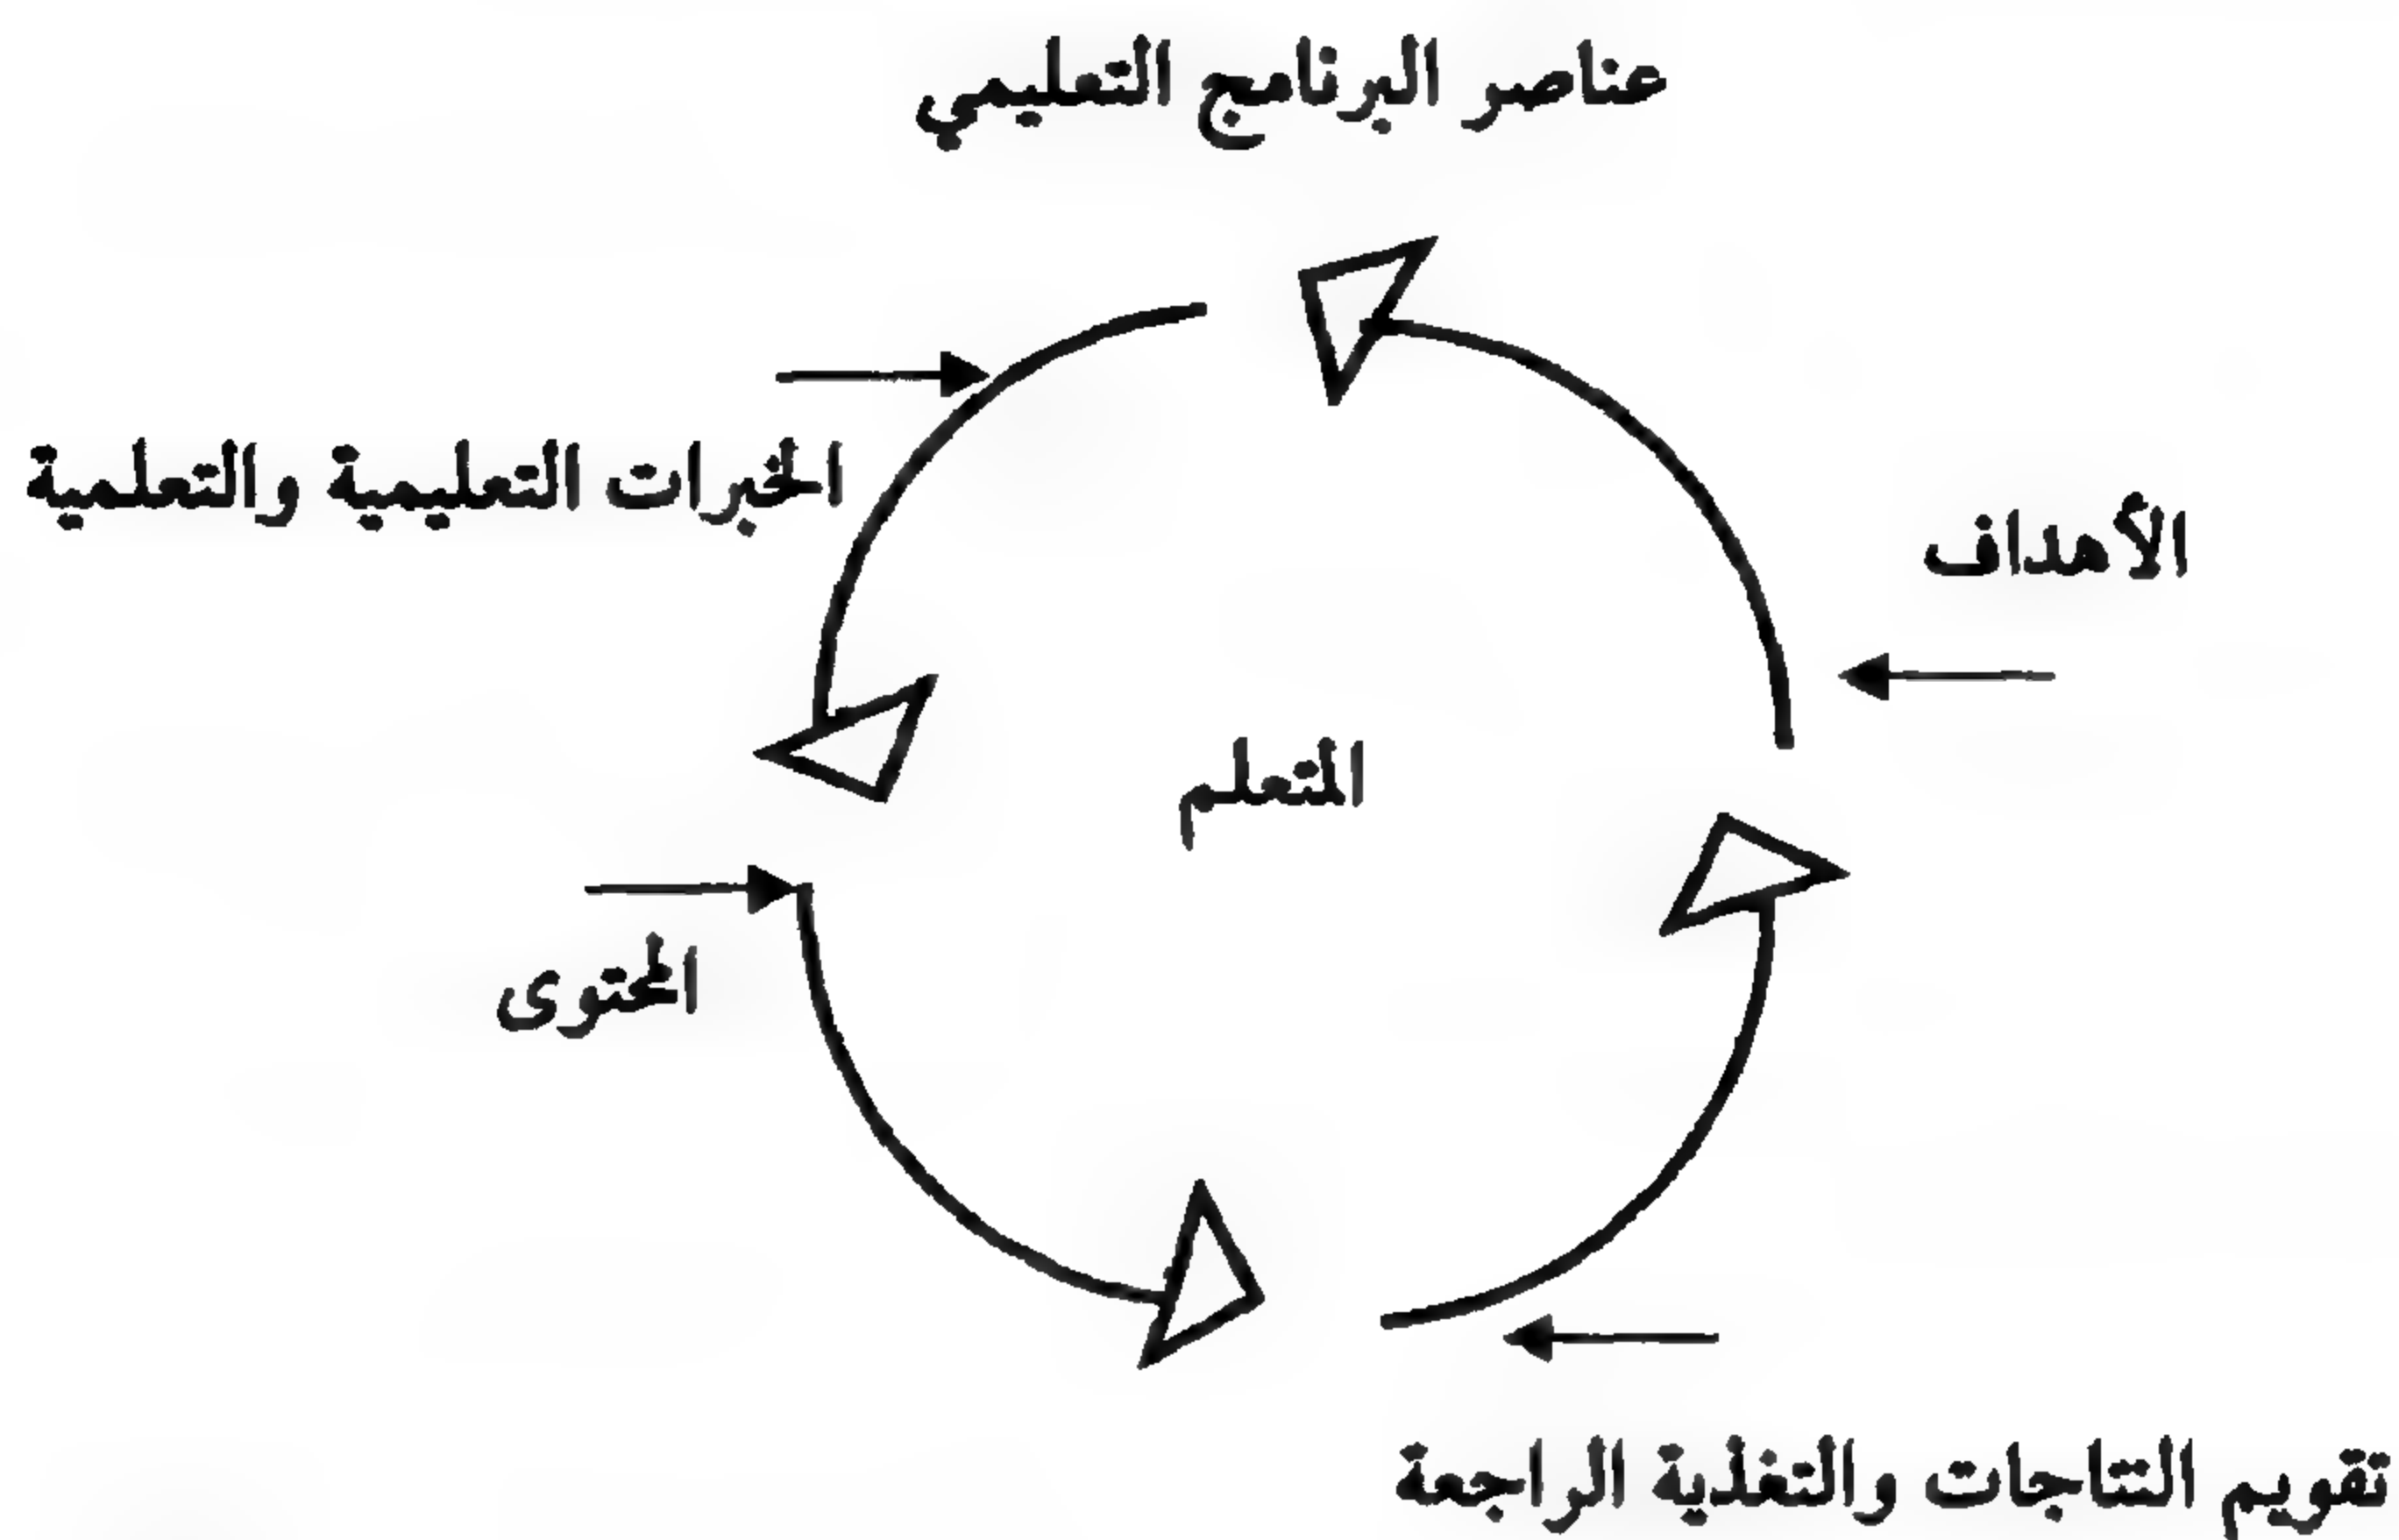 عناصر البرنامج التعليمي
الخبرات التعليمية والتعلمية
الأهداف
المتعلم
المحتوى
تقويم النتاجات والتغذية الراجعة